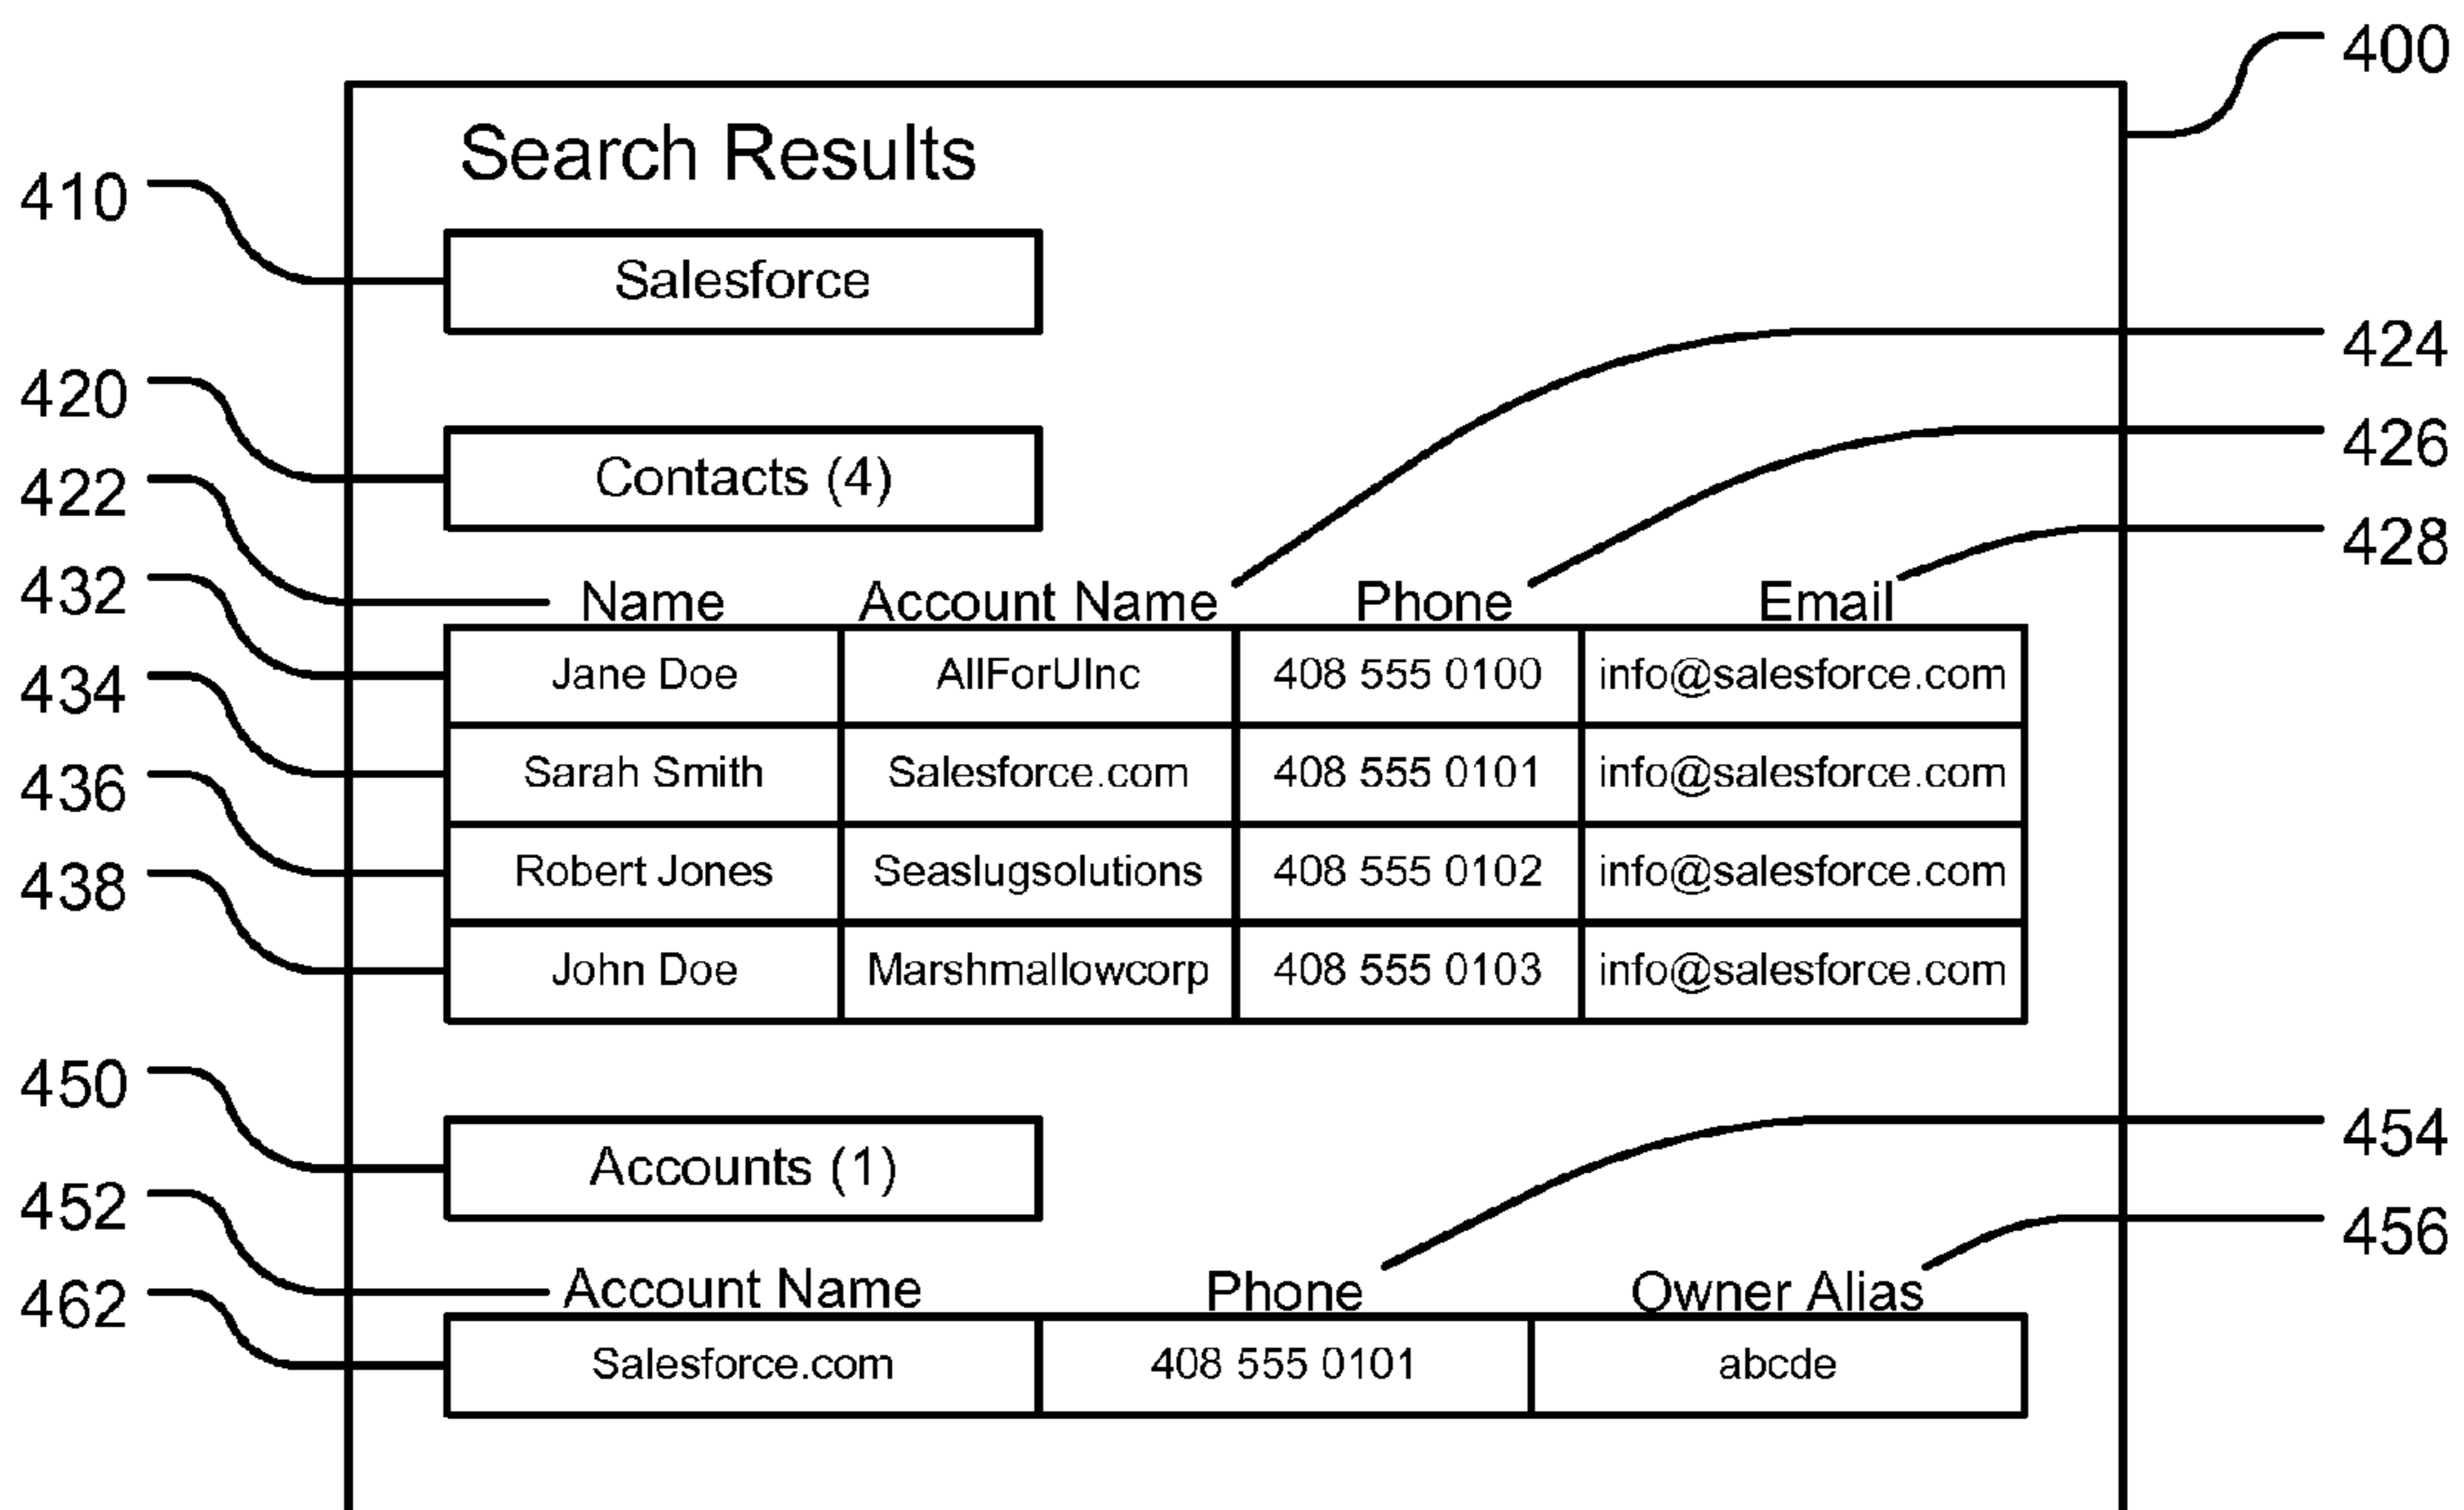 400
Search Results
410
Salesforce
424
420
426
Contacts (4)
422
428
432
Name Account Name Phone Email
Jane Doe AllForUInc 408 555 0100 info@salesforce.com
434
Sarah Smith Salesforce.com 408 555 0101 info@salesforce.com
436
Robert Jones Seaslugsolutions 408 555 0102 info@salesforce.com
438
John Doe Marshmallowcorp 408 555 0103 info@salesforce.com
450
454
Accounts (1)
452
456
462
Account Name Phone Owner Alias
Salesforce.com 408 555 0101 abcde